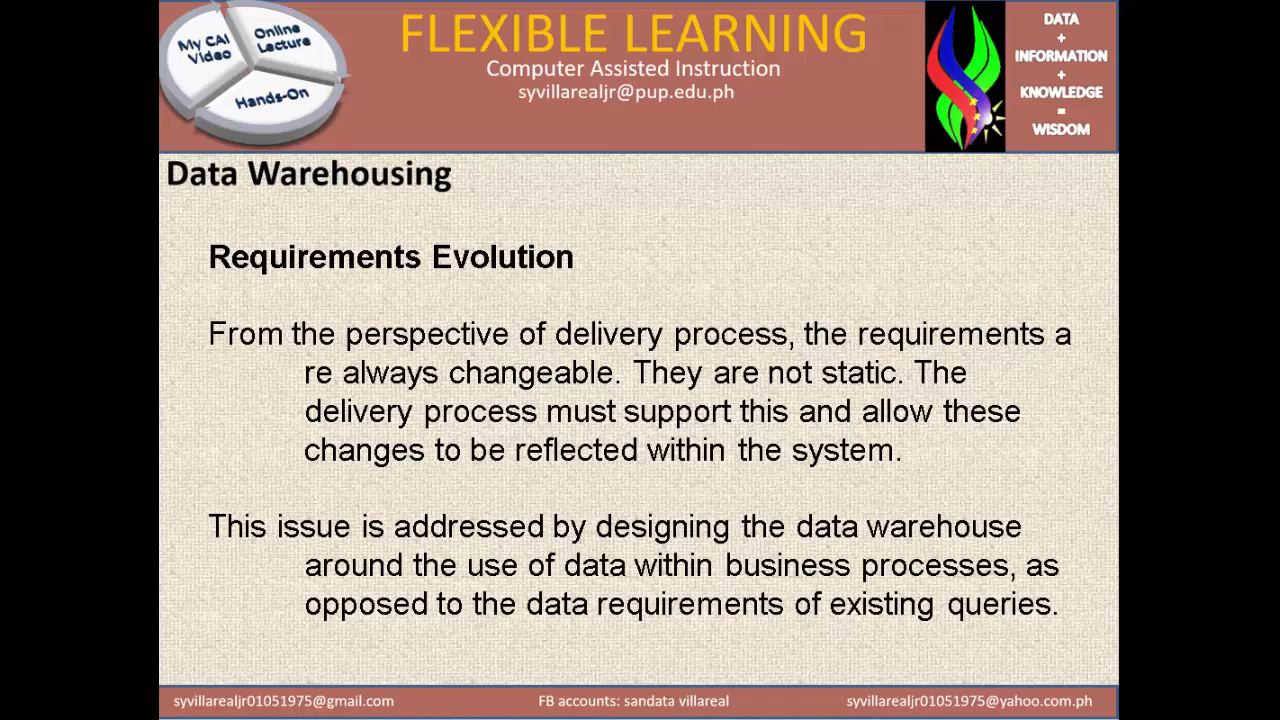 My CAI
Video
Online
Lecture
Hands-On
FLEXIBLE LEARNING
Computer Assisted Instruction
syvillarealjr@pup.edu.ph
DATA
+
INFORMATION
+
KNOWLEDGE
=
WISDOM
Data Warehousing
Requirements Evolution
From the perspective of delivery process, the requirements a
re always changeable. They are not static. The
delivery process must support this and allow these
changes to be reflected within the system.
This issue is addressed by designing the data warehouse
around the use of data within business processes, as
opposed to the data requirements of existing queries.
syvillarealjr01051975@gmail.com
FB accounts: sandata villareal
syvillarealjr01051975@yahoo.com.ph